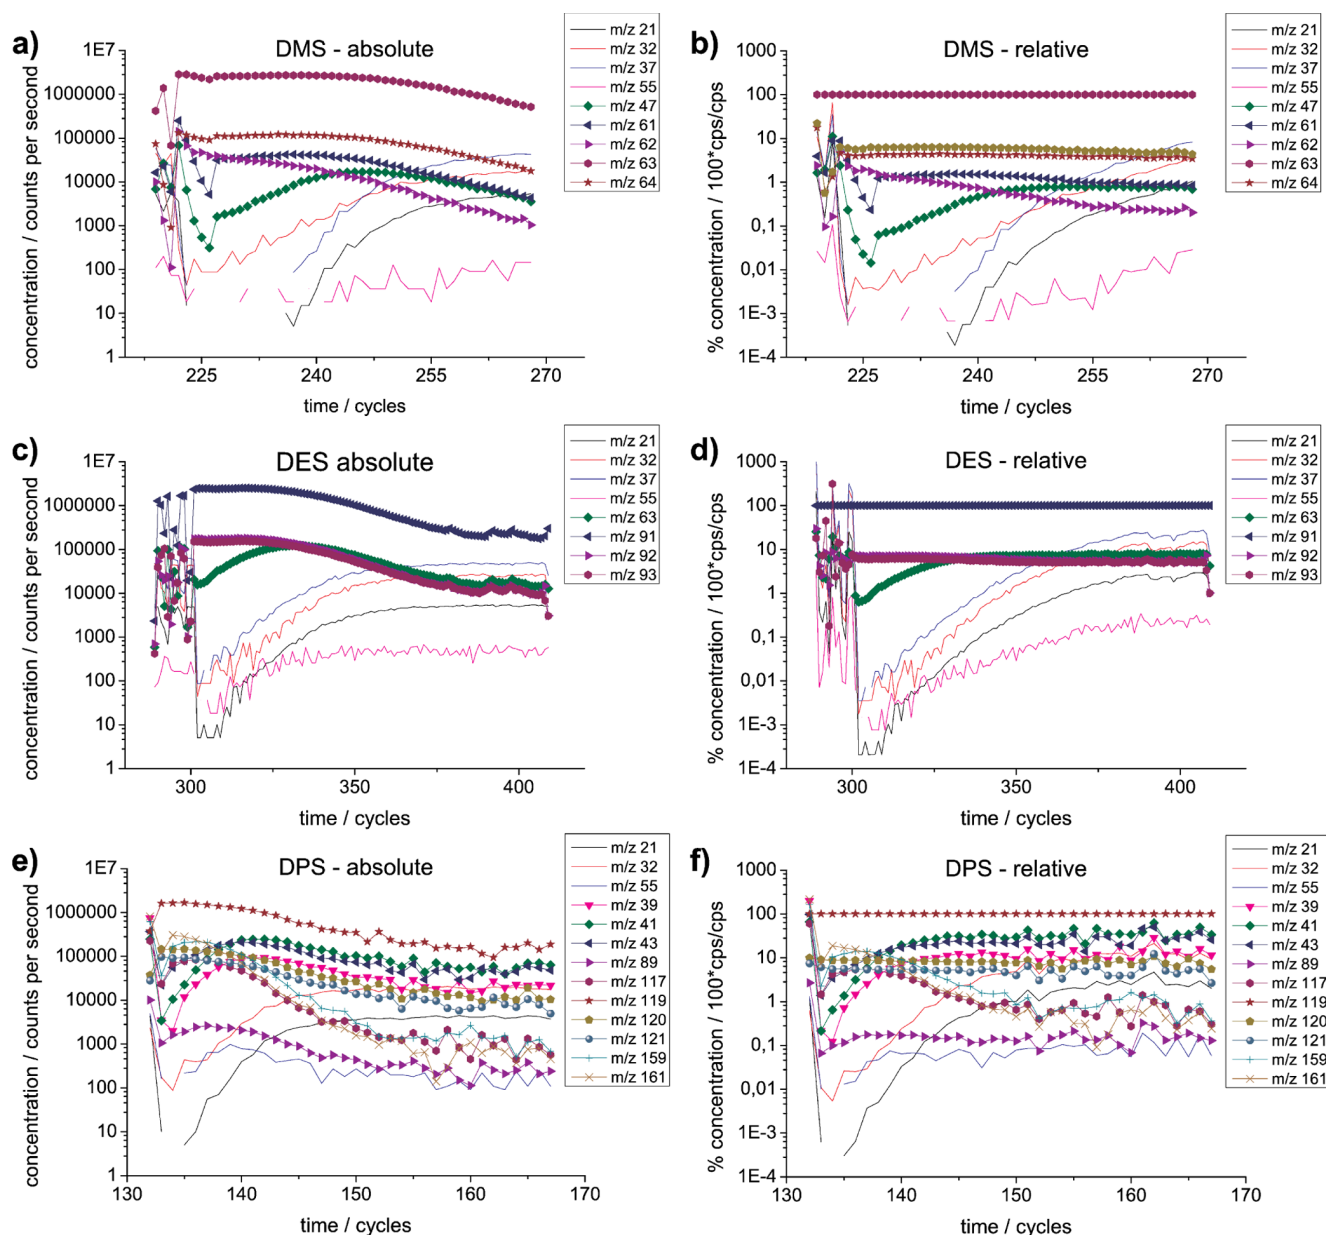 a)
DMS - absolute
concentration / counts per second
1E7
1000000
100000
10000
1000
100
10
1
225
240
255
270
time / cycles
m/z 21
m/z 32
m/z 37
m/z 55
m/z 47
m/z 61
m/z 62
m/z 63
m/z 64
b)
DMS - relative
% concentration / 100*cps/cps
1000
100
10
1
0,1
0,01
1E-3
1E-4
225
240
255
270
time / cycles
m/z 21
m/z 32
m/z 37
m/z 55
m/z 47
m/z 61
m/z 62
m/z 63
m/z 64
c)
DES absolute
concentration / counts per second
1E7
1000000
100000
10000
1000
100
10
1
300
350
400
time / cycles
m/z 21
m/z 32
m/z 37
m/z 55
m/z 63
m/z 91
m/z 92
m/z 93
d)
DES - relative
% concentration / 100*cps/cps
1000
100
10
1
0,1
0,01
1E-3
1E-4
300
350
400
time / cycles
m/z 21
m/z 32
m/z 37
m/z 55
m/z 63
m/z 91
m/z 92
m/z 93
e)
DPS - absolute
concentration / counts per second
1E7
1000000
100000
10000
1000
100
10
1
130
140
150
160
170
time / cycles
m/z 21
m/z 32
m/z 55
m/z 39
m/z 41
m/z 43
m/z 89
m/z 117
m/z 119
m/z 120
m/z 121
m/z 159
m/z 161
f)
DPS - relative
% concentration / 100*cps/cps
1000
100
10
1
0,1
0,01
1E-3
1E-4
130
140
150
160
170
time / cycles
m/z 21
m/z 32
m/z 55
m/z 39
m/z 41
m/z 43
m/z 89
m/z 117
m/z 119
m/z 120
m/z 121
m/z 159
m/z 161